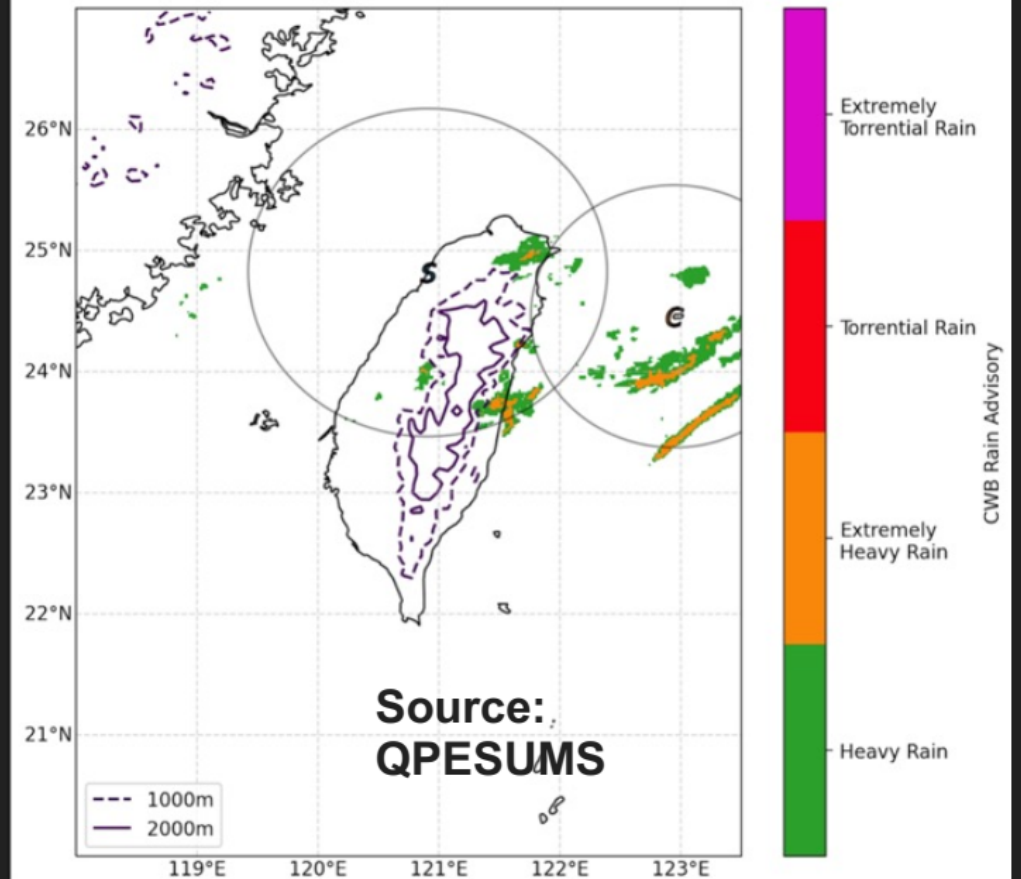 26°N
25°N
24°N
23°N
22°N
21°N
119°E
120°E
121°E
122°E
123°E
S
C
Source:
QPESUMS
1000m
2000m
Extremely
Torrential Rain
Torrential Rain
Extremely
Heavy Rain
Heavy Rain
CWB Rain Advisory